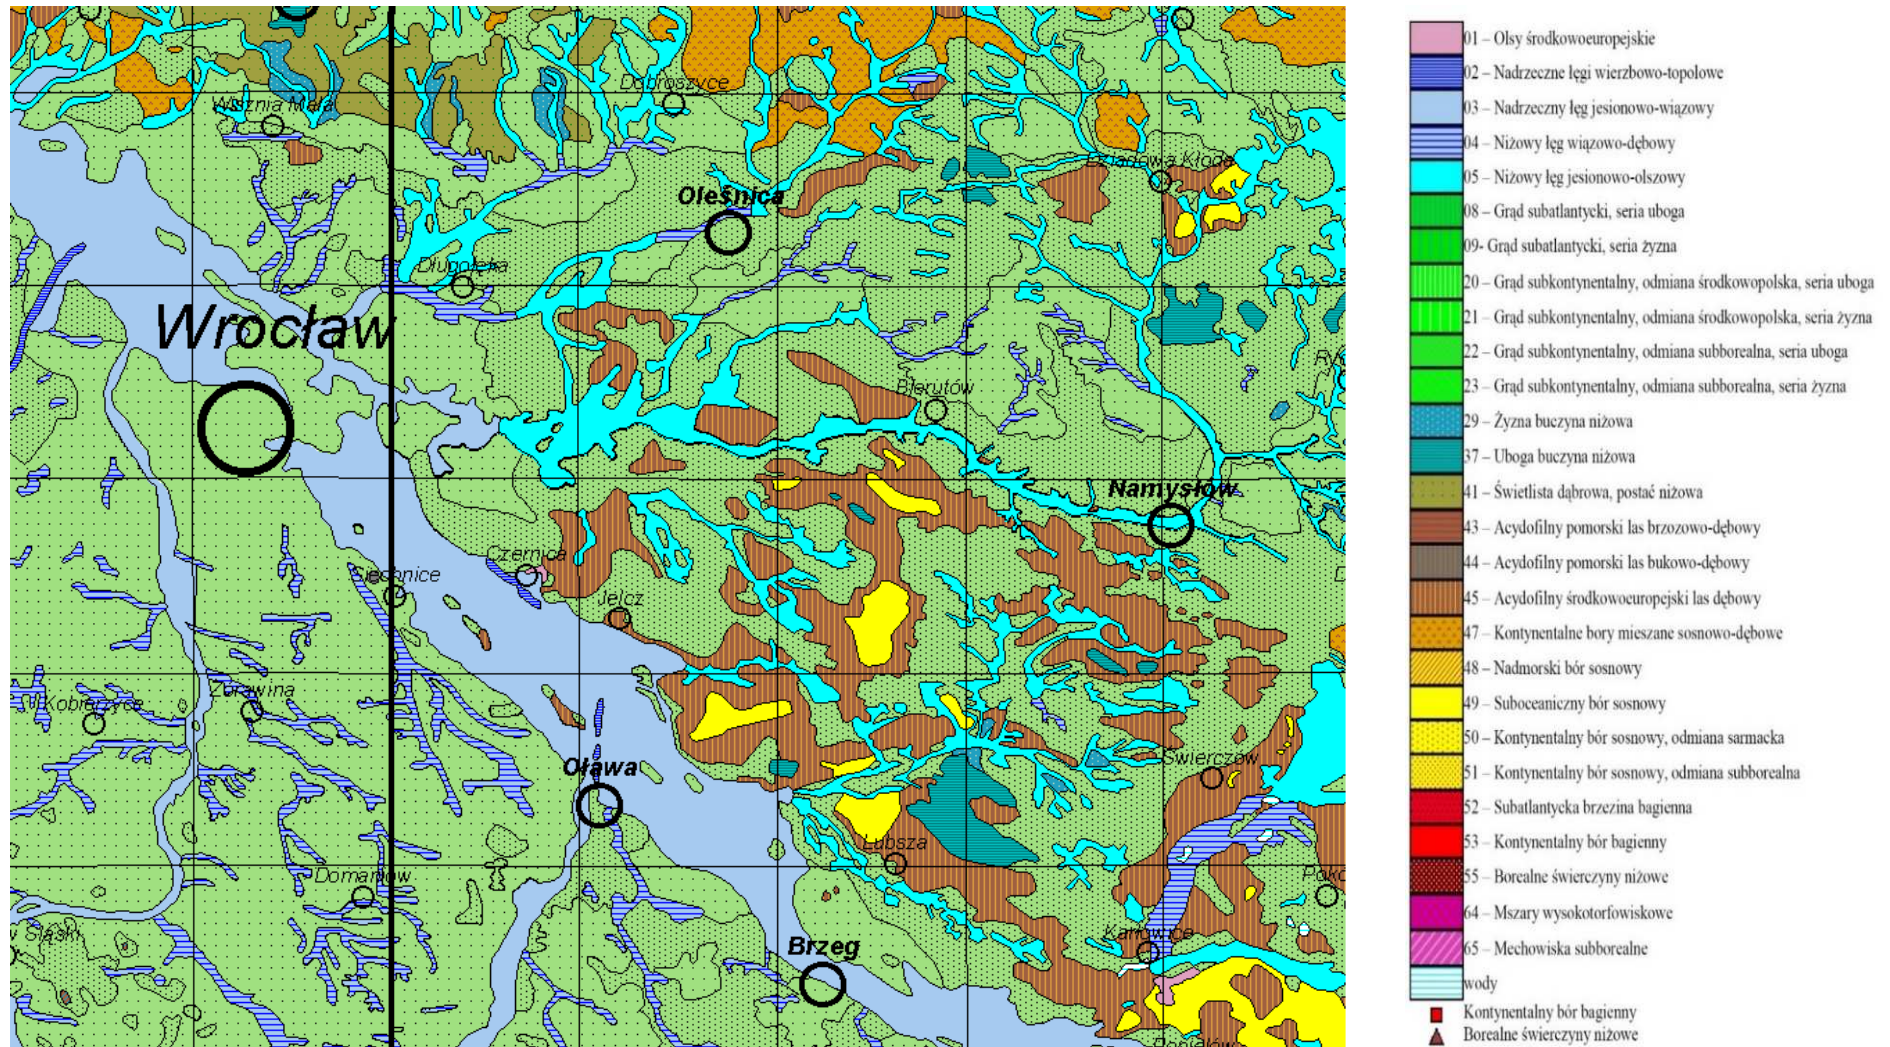 Wisznia Mała
Dobroszyce
Dziadowa Kłoda
Oleśnica
Długołęka
Wrocław
Bierutów
Namysłów
Czernica
Siechnice
Jelcz
Żórawina
Kobierzyce
Oława
Świerczów
Lubsza
Domaniów
Karłowice
Brzeg
01 – Olsy środkowoeuropejskie
02 – Nadrzeczne łęgi wierzbowo-topolowe
03 – Nadrzeczny łęg jesionowo-wiązowy
04 – Niżowy łęg wiązowo-dębowy
05 – Niżowy łęg jesionowo-olszowy
08 – Grąd subatlantycki, seria uboga
09- Grąd subatlantycki, seria żyzna
20 – Grąd subkontynentalny, odmiana środkowopolska, seria uboga
21 – Grąd subkontynentalny, odmiana środkowopolska, seria żyzna
22 – Grąd subkontynentalny, odmiana subborealna, seria uboga
23 – Grąd subkontynentalny, odmiana subborealna, seria żyzna
29 – Żyzna buczyna niżowa
37 – Uboga buczyna niżowa
41 – Świetlista dąbrowa, postać niżowa
43 – Acydofilny pomorski las brzozowo-dębowy
44 – Acydofilny pomorski las bukowo-dębowy
45 – Acydofilny środkowoeuropejski las dębowy
47 – Kontynentalne bory mieszane sosnowo-dębowe
48 – Nadmorski bór sosnowy
49 – Suboceaniczny bór sosnowy
50 – Kontynentalny bór sosnowy, odmiana sarmacka
51 – Kontynentalny bór sosnowy, odmiana subborealna
52 – Subatlantycka brzezina bagienna
53 – Kontynentalny bór bagienny
55 – Borealne świerczyny niżowe
64 – Mszary wysokotorfowiskowe
65 – Mechowiska subborealne
wody
Kontynentalny bór bagienny
Borealne świerczyny niżowe